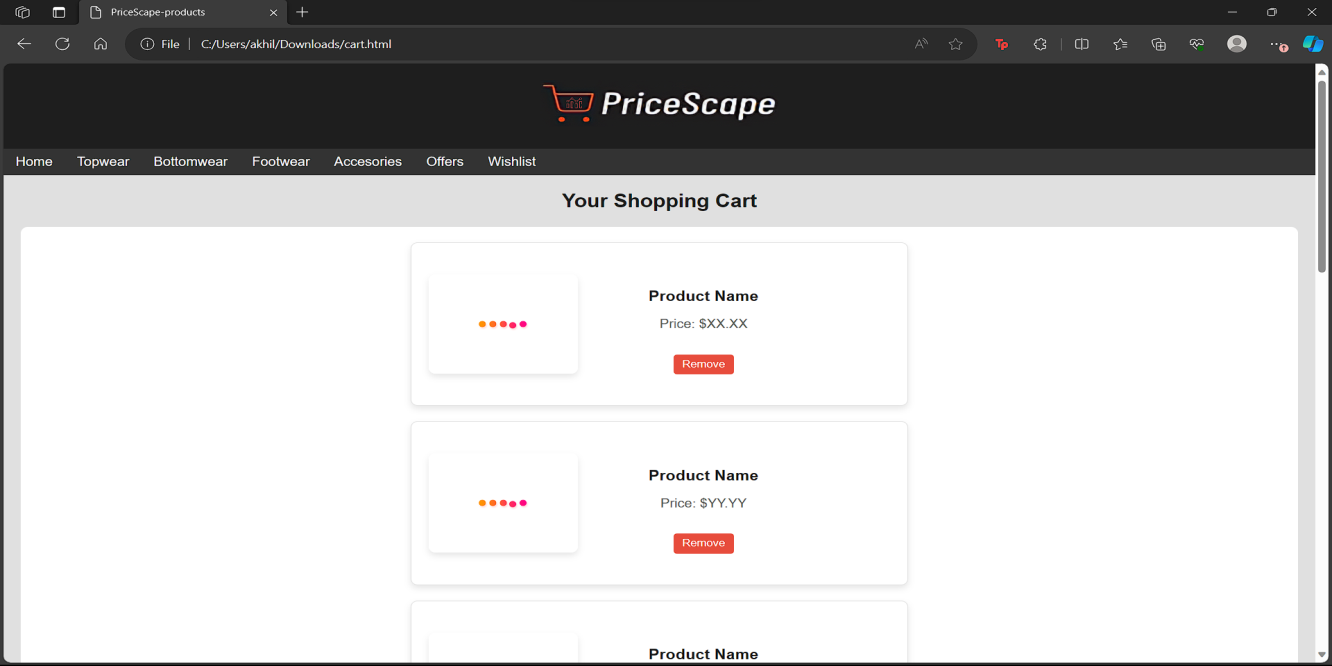 PriceScape-products
File C:/Users/akhil/Downloads/cart.html
PriceScape
Home Topwear Bottomwear Footwear Accesories Offers Wishlist
Your Shopping Cart
Product Name
Price: $XX.XX
Remove
Product Name
Price: $YY.YY
Remove
Product Name